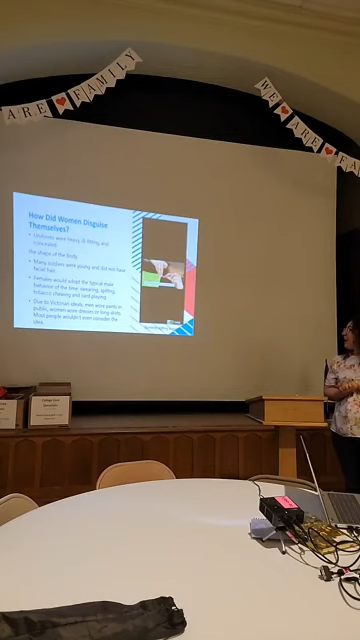 ARE ♥ FAMILY
WE ♥ ARE ♥ FA
How Did Women Disguise
Themselves?
• Uniforms were heavy, ill-fitting and
concealed
the shape of the body.
• Many soldiers were young and did not have
facial hair.
• Females would adopt the typical male
behavior of the time: swearing, spitting,
tobacco chewing and card playing.
• Due to Victorian ideals, men wore pants in
public, women wore dresses or long skirts.
Most people wouldn't even consider the
idea.